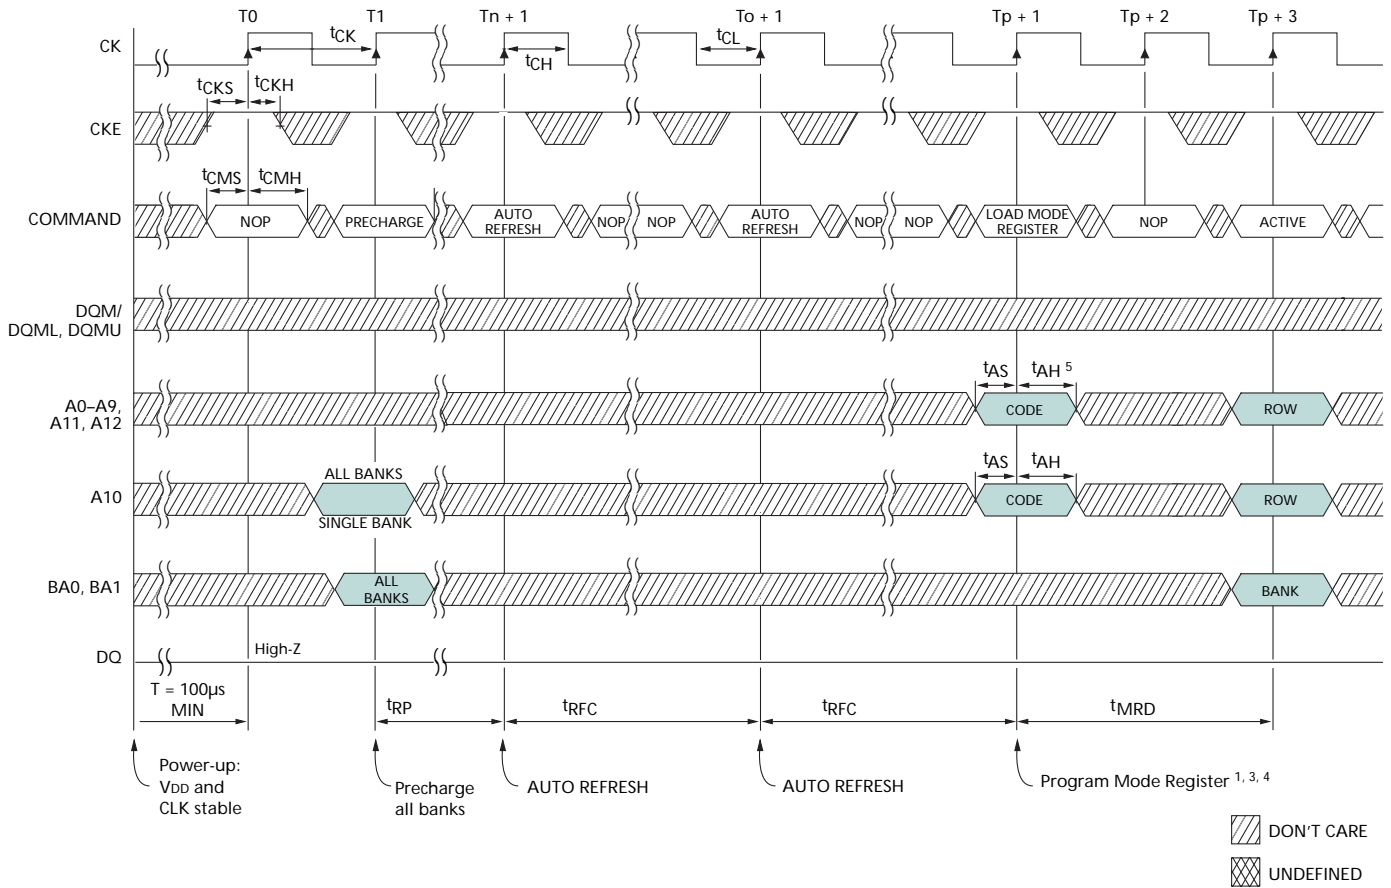 T0 T1 Tn + 1 To + 1 Tp + 1 Tp + 2 Tp + 3
CK
tCK
tCH
tCL
tCKS
tCKH
CKE
tCMS
tCMH
COMMAND
NOP
PRECHARGE
AUTO
REFRESH
NOP
NOP
AUTO
REFRESH
NOP
NOP
LOAD MODE
REGISTER
NOP
ACTIVE
DQM/
DQML, DQMU
tAS
tAH 5
A0–A9,
A11, A12
CODE
ROW
tAS
tAH
A10
ALL BANKS
SINGLE BANK
CODE
ROW
BA0, BA1
ALL
BANKS
BANK
DQ
High-Z
T = 100µs
MIN
tRP
tRFC
tRFC
tMRD
Power-up:
VDD and
CLK stable
Precharge
all banks
AUTO REFRESH
AUTO REFRESH
Program Mode Register 1, 3, 4
DON'T CARE
UNDEFINED